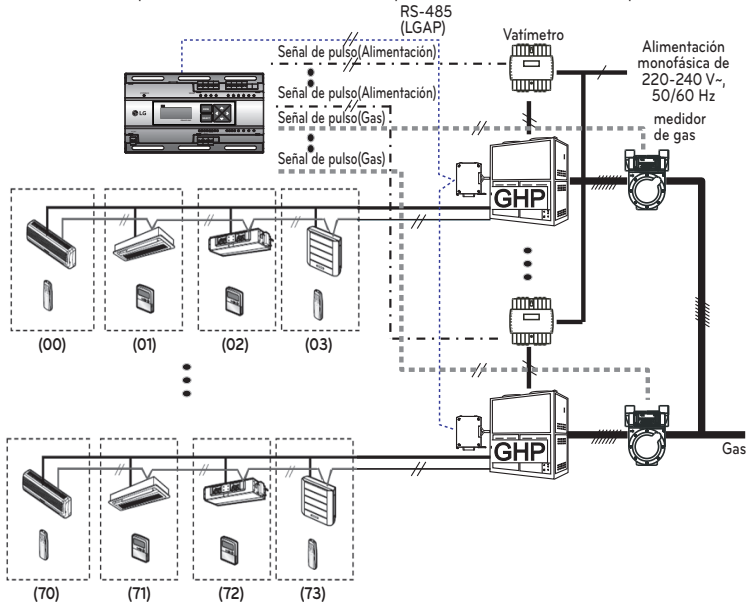 RS-485
(LGAP)
Vatímetro
Señal de pulso(Alimentación)
Alimentación
monofásica de
220-240 V~,
50/60 Hz
Señal de pulso(Alimentación)
LG
Señal de pulso(Gas)
medidor
de gas
Señal de pulso(Gas)
GHP
(00)
(01)
(02)
(03)
GHP
Gas
(70)
(71)
(72)
(73)